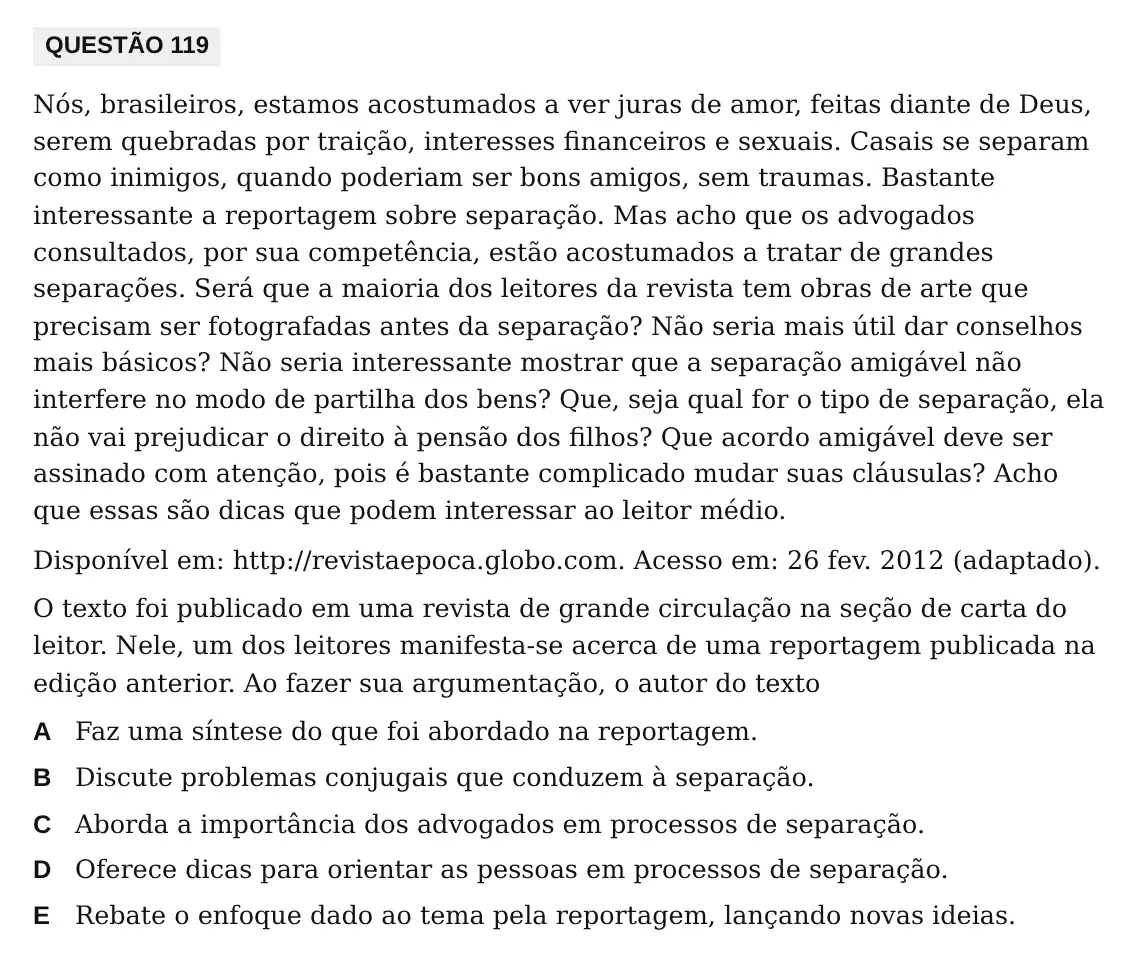 QUESTÃO 119
Nós, brasileiros, estamos acostumados a ver juras de amor, feitas diante de Deus,
serem quebradas por traição, interesses financeiros e sexuais. Casais se separam
como inimigos, quando poderiam ser bons amigos, sem traumas. Bastante
interessante a reportagem sobre separação. Mas acho que os advogados
consultados, por sua competência, estão acostumados a tratar de grandes
separações. Será que a maioria dos leitores da revista tem obras de arte que
precisam ser fotografadas antes da separação? Não seria mais útil dar conselhos
mais básicos? Não seria interessante mostrar que a separação amigável não
interfere no modo de partilha dos bens? Que, seja qual for o tipo de separação, ela
não vai prejudicar o direito à pensão dos filhos? Que acordo amigável deve ser
assinado com atenção, pois é bastante complicado mudar suas cláusulas? Acho
que essas são dicas que podem interessar ao leitor médio.
Disponível em: http://revistaepoca.globo.com. Acesso em: 26 fev. 2012 (adaptado).
O texto foi publicado em uma revista de grande circulação na seção de carta do
leitor. Nele, um dos leitores manifesta-se acerca de uma reportagem publicada na
edição anterior. Ao fazer sua argumentação, o autor do texto
A Faz uma síntese do que foi abordado na reportagem.
B Discute problemas conjugais que conduzem à separação.
C Aborda a importância dos advogados em processos de separação.
D Oferece dicas para orientar as pessoas em processos de separação.
E Rebate o enfoque dado ao tema pela reportagem, lançando novas ideias.